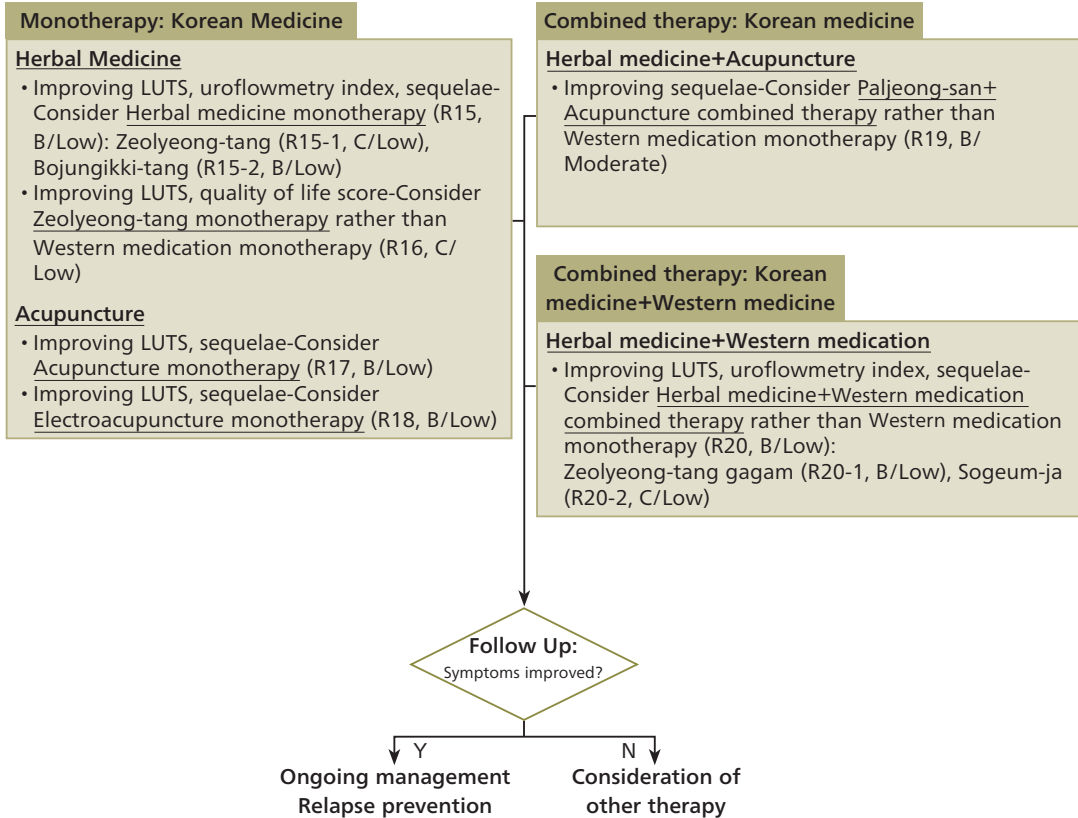 Monotherapy: Korean Medicine
Herbal Medicine
• Improving LUTS, uroflowmetry index, sequelae-
Consider Herbal medicine monotherapy (R15,
B/Low): Zeolyeong-tang (R15-1, C/Low),
Bojungikki-tang (R15-2, B/Low)
• Improving LUTS, quality of life score-Consider
Zeolyeong-tang monotherapy rather than
Western medication monotherapy (R16, C/
Low)
Acupuncture
• Improving LUTS, sequelae-Consider
Acupuncture monotherapy (R17, B/Low)
• Improving LUTS, sequelae-Consider
Electroacupuncture monotherapy (R18, B/Low)
Combined therapy: Korean medicine
Herbal medicine+Acupuncture
• Improving sequelae-Consider Paljeong-san+
Acupuncture combined therapy rather than
Western medication monotherapy (R19, B/
Moderate)
Combined therapy: Korean
medicine+Western medicine
Herbal medicine+Western medication
• Improving LUTS, uroflowmetry index, sequelae-
Consider Herbal medicine+Western medication
combined therapy rather than Western medication
monotherapy (R20, B/Low):
Zeolyeong-tang gagam (R20-1, B/Low), Sogeum-ja
(R20-2, C/Low)
Follow Up:
Symptoms improved?
Y
N
Ongoing management
Relapse prevention
Consideration of
other therapy